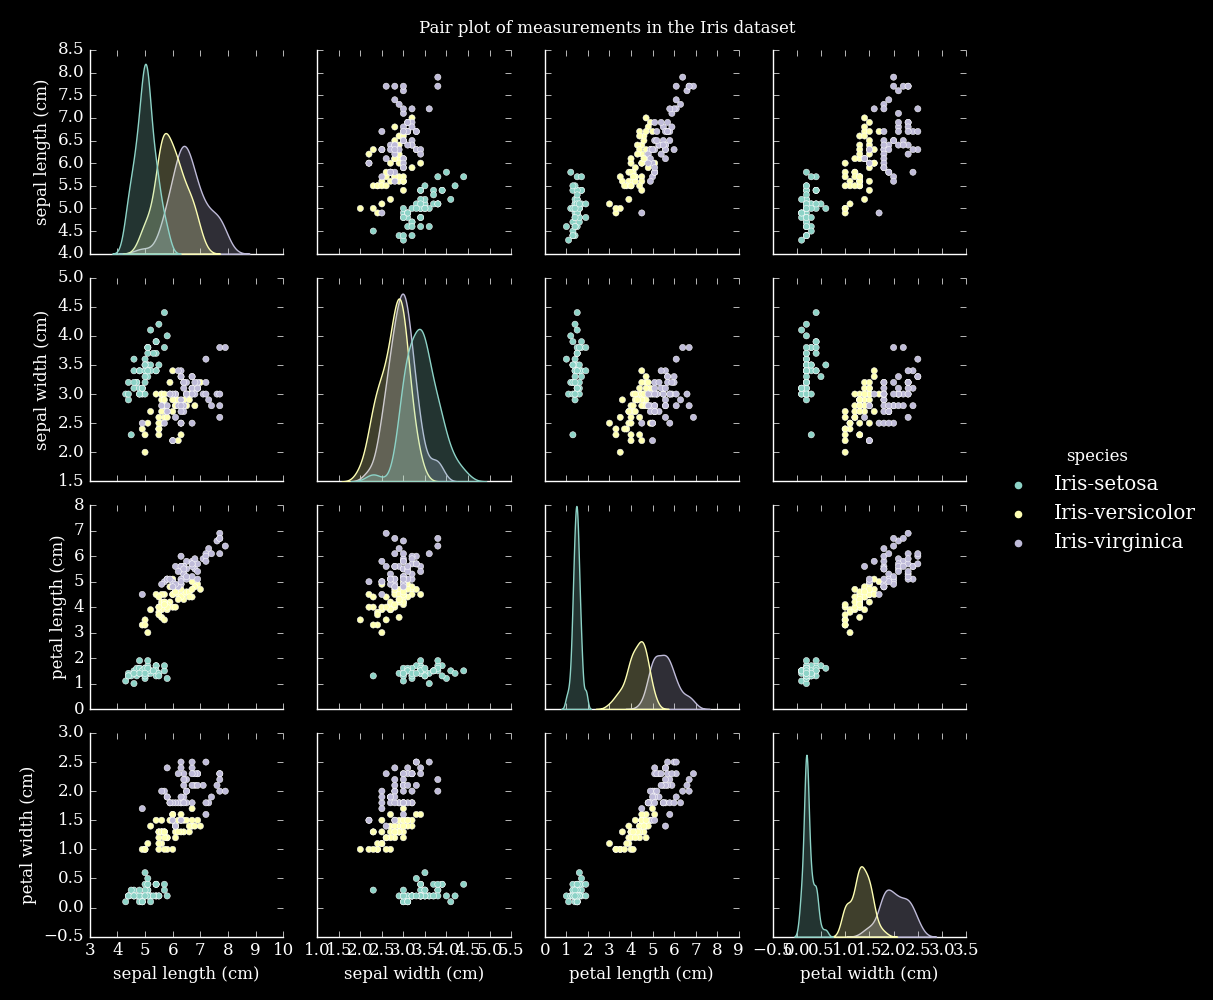 Pair plot of measurements in the Iris dataset
8.5
8.0
7.5
7.0
6.5
6.0
5.5
5.0
4.5
4.0
sepal length (cm)
5.0
4.5
4.0
3.5
3.0
2.5
2.0
1.5
sepal width (cm)
species
Iris-setosa
Iris-versicolor
Iris-virginica
8
7
6
5
4
3
2
1
0
petal length (cm)
3.0
2.5
2.0
1.5
1.0
0.5
0.0
−0.5
petal width (cm)
3 4 5 6 7 8 9 10
sepal length (cm)
1.0 1.5 2.0 2.5 3.0 3.5 4.0 4.5 5.0 5.5
sepal width (cm)
0 1 2 3 4 5 6 7 8 9
petal length (cm)
−0.5 0.0 0.5 1.0 1.5 2.0 2.5 3.0 3.5
petal width (cm)